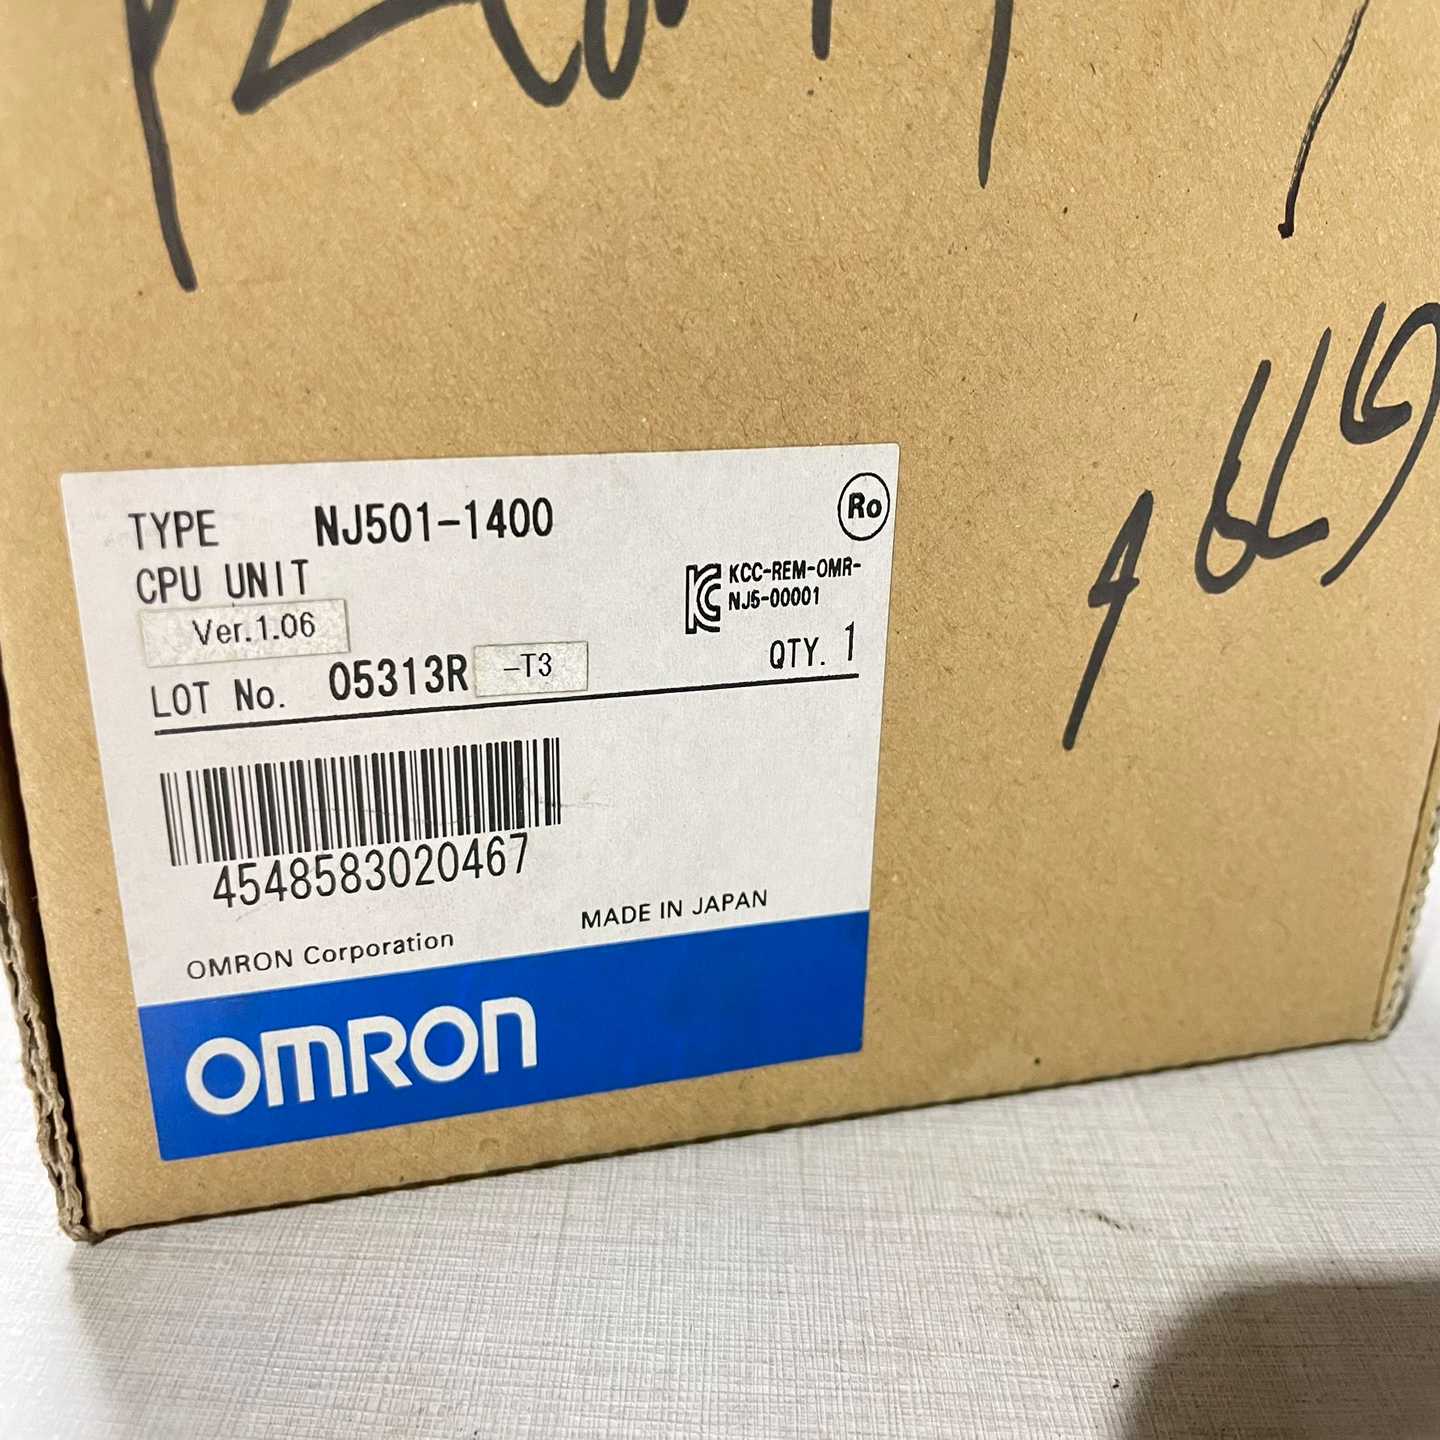 TYPE NJ501-1400
Ro
CPU UNIT
KCC-REM-OMR-
NJ5-00001
Ver.1.06
QTY. 1
LOT No. 05313R -T3
4548583020467
MADE IN JAPAN
OMRON Corporation
OMRON